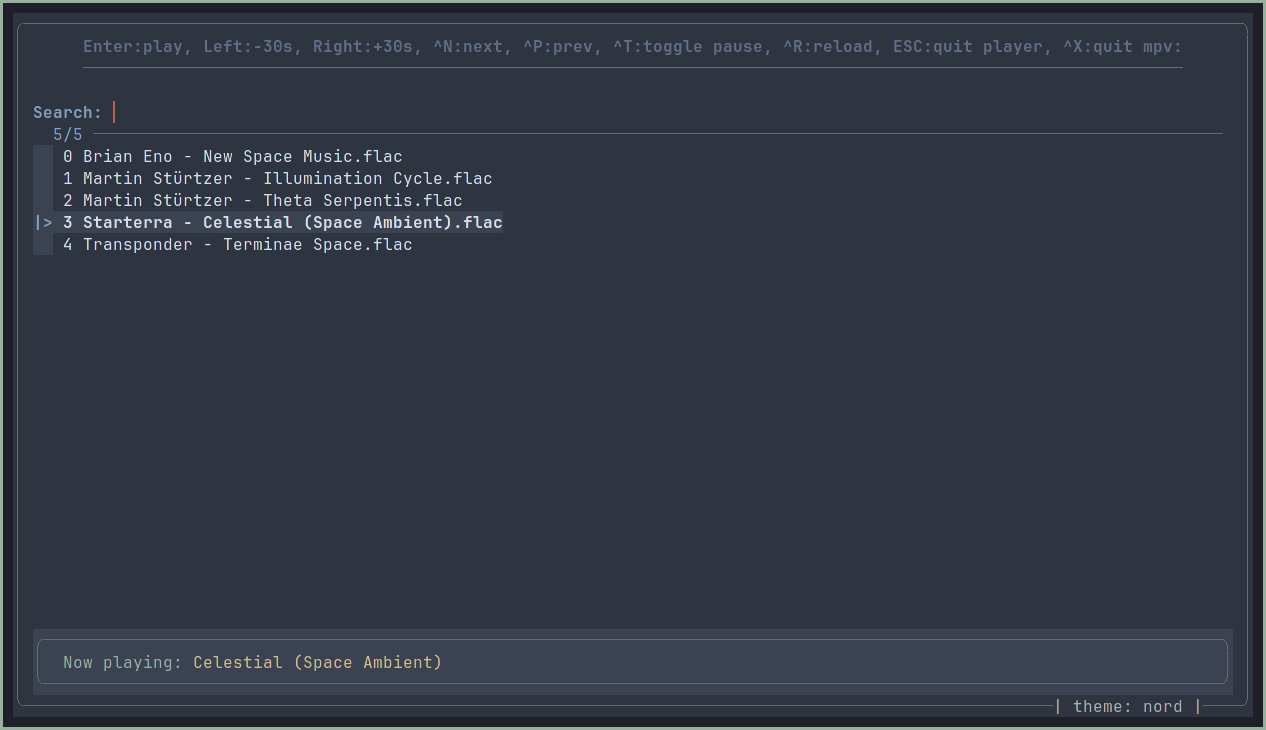 Enter:play, Left:-30s, Right:+30s, ^N:next, ^P:prev, ^T:toggle pause, ^R:reload, ESC:quit player, ^X:quit mpv:
Search:
5/5
0 Brian Eno - New Space Music.flac
1 Martin Stürtzer - Illumination Cycle.flac
2 Martin Stürtzer - Theta Serpentis.flac
|> 3 Starterra - Celestial (Space Ambient).flac
4 Transponder - Terminae Space.flac
Now playing: Celestial (Space Ambient)
| theme: nord |